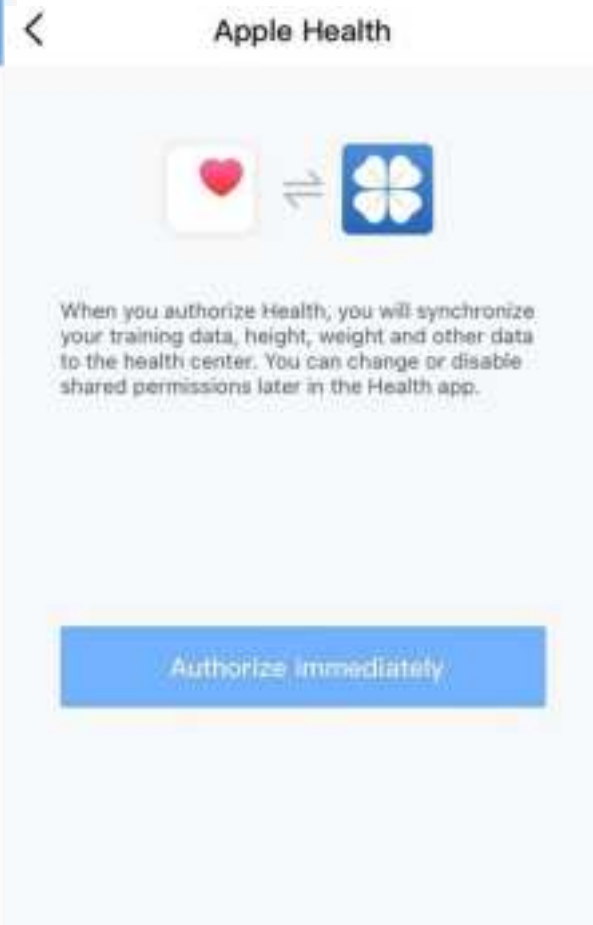 Apple Health
When you authorize Health, you will synchronize
your training data, height, weight and other data
to the health center. You can change or disable
shared permissions later in the Health app.
Authorize immediately